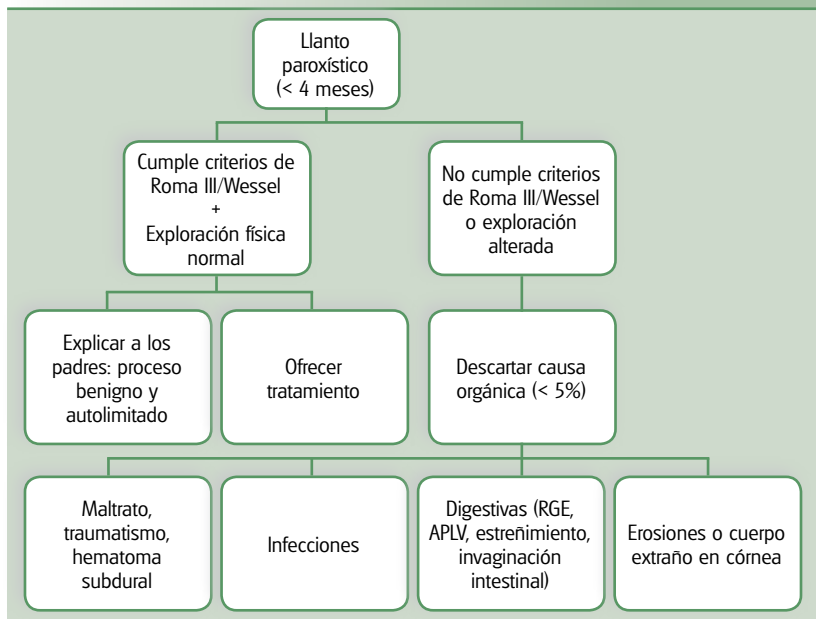 Llanto
paroxístico
(< 4 meses)
Cumple criterios de
Roma III/Wessel
+
Exploración física
normal
No cumple criterios
de Roma III/Wessel
o exploración
alterada
Explicar a los
padres: proceso
benigno y
autolimitado
Ofrecer
tratamiento
Descartar causa
orgánica (< 5%)
Maltrato,
traumatismo,
hematoma
subdural
Infecciones
Digestivas (RGE,
APLV, estreñimiento,
invaginación
intestinal)
Erosiones o cuerpo
extraño en córnea